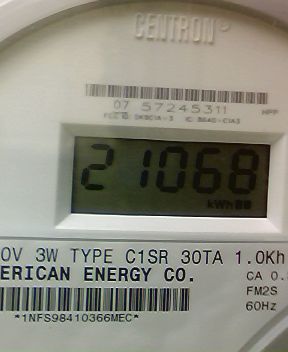 CENTRON
07 57245311
HPP
21068
kWh
0V 3W TYPE C1SR 30TA 1.0Kh
ERICAN ENERGY CO.
CA 0.
FM2S
60Hz
*1NFS98410366MEC*